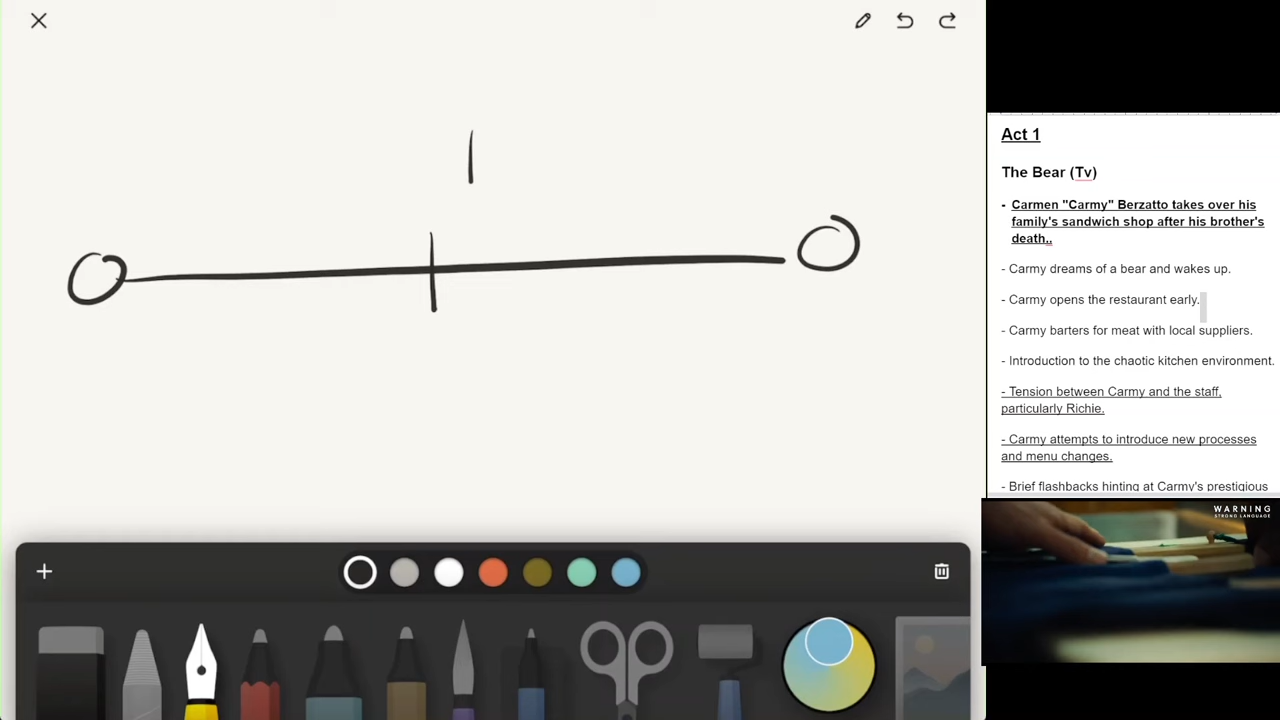 Act 1
The Bear (Tv)
- Carmen "Carmy" Berzatto takes over his
family's sandwich shop after his brother's
death..
- Carmy dreams of a bear and wakes up.
- Carmy opens the restaurant early.
- Carmy barters for meat with local suppliers.
- Introduction to the chaotic kitchen environment.
- Tension between Carmy and the staff,
particularly Richie.
- Carmy attempts to introduce new processes
and menu changes.
- Brief flashbacks hinting at Carmy's prestigious
WARNING
STRONG LANGUAGE